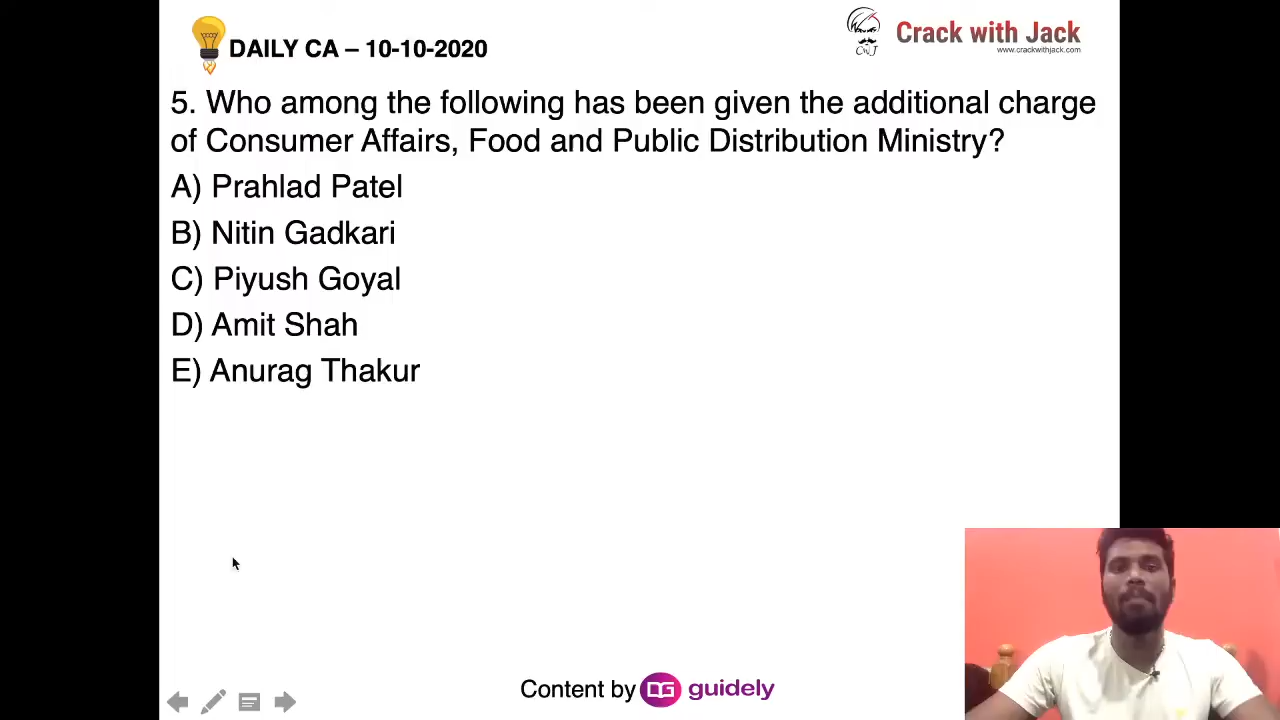 DAILY CA – 10-10-2020
Crack with Jack
www.crackwithjack.com
CWJ
5. Who among the following has been given the additional charge
of Consumer Affairs, Food and Public Distribution Ministry?
A) Prahlad Patel
B) Nitin Gadkari
C) Piyush Goyal
D) Amit Shah
E) Anurag Thakur
Content by guidely